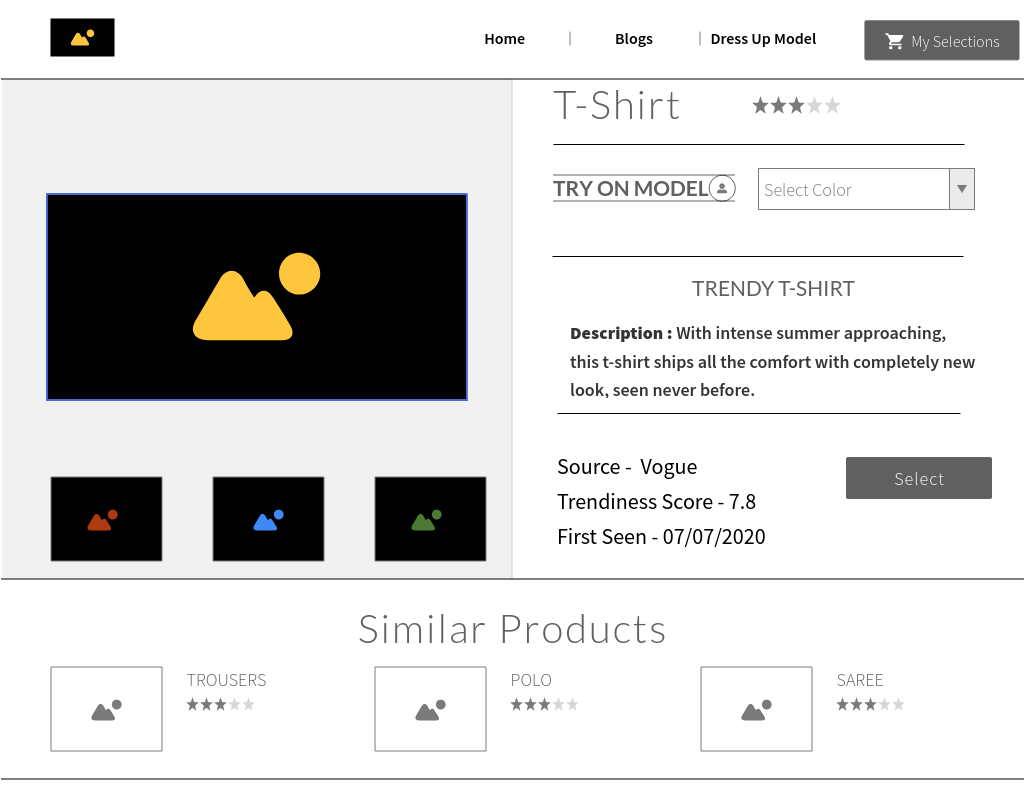 Home | Blogs | Dress Up Model
My Selections
T-Shirt
TRY ON MODEL
Select Color
TRENDY T-SHIRT
Description : With intense summer approaching,
this t-shirt ships all the comfort with completely new
look, seen never before.
Source - Vogue
Trendiness Score - 7.8
First Seen - 07/07/2020
Select
Similar Products
TROUSERS
POLO
SAREE